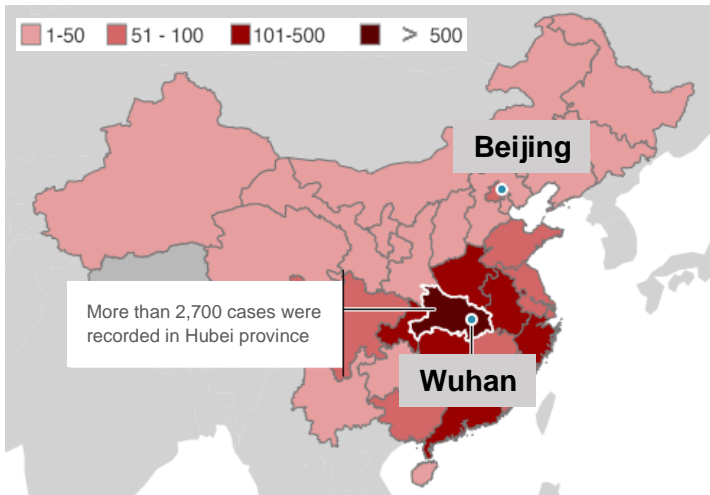 1-50 51 - 100 101-500 > 500
Beijing
More than 2,700 cases were
recorded in Hubei province
Wuhan